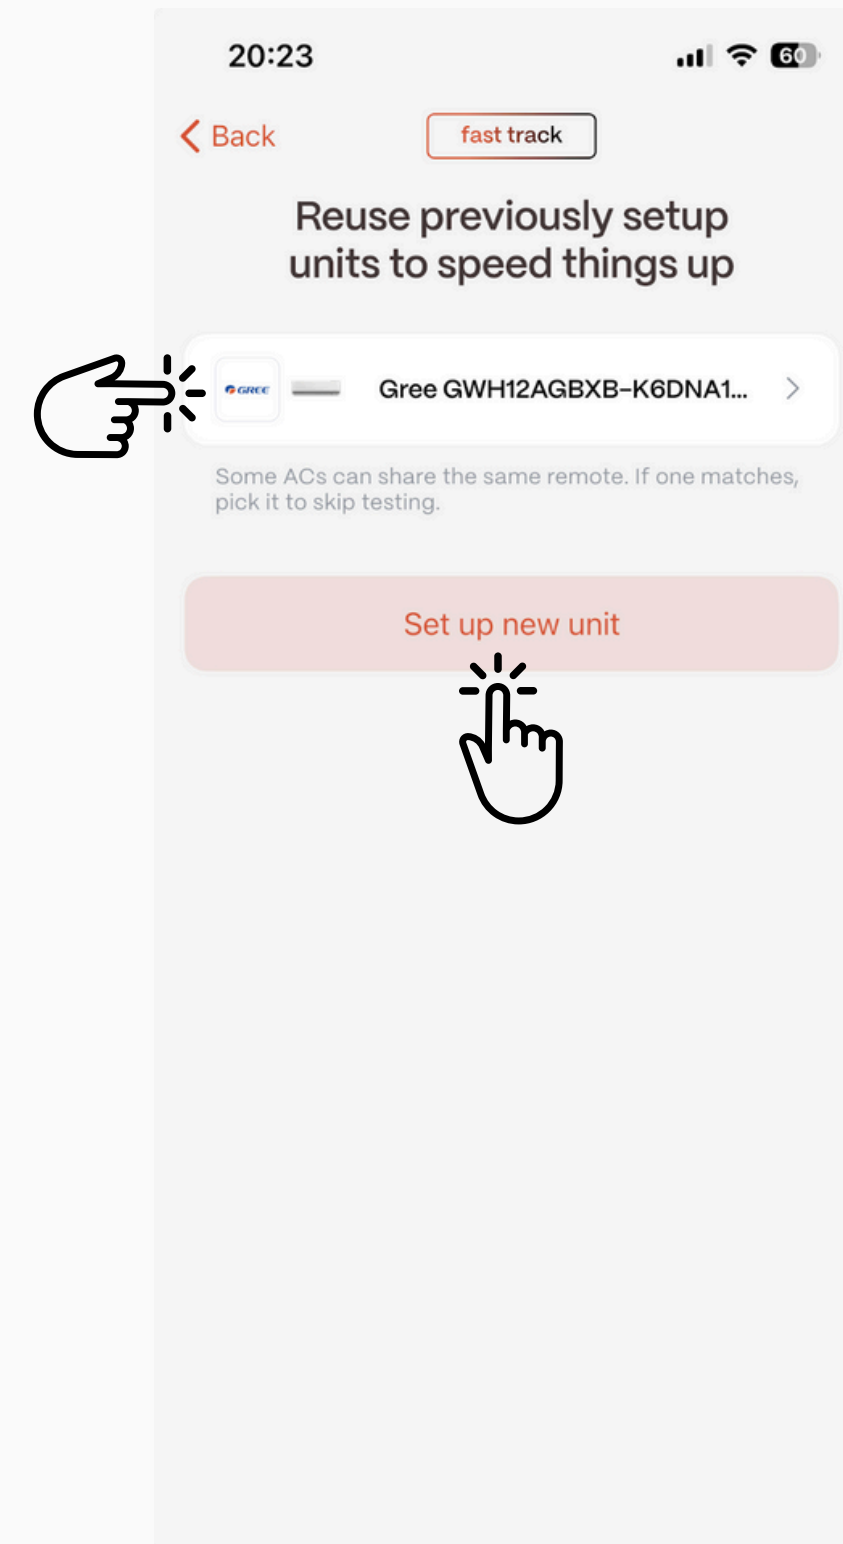 20:23
60
Back
fast track
Reuse previously setup
units to speed things up
GREE
Gree GWH12AGBXB-K6DNA1...
Some ACs can share the same remote. If one matches,
pick it to skip testing.
Set up new unit